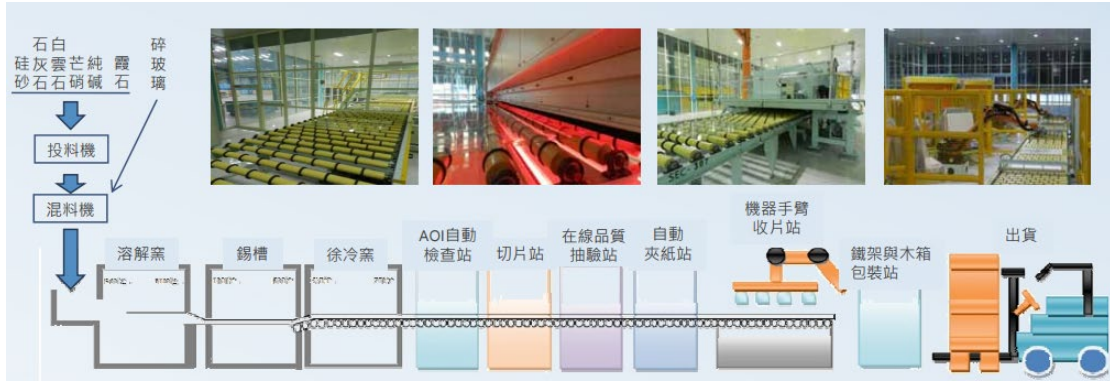 硅砂
石灰石
白雲石
芒硝
純碱
霞石
碎玻璃
投料機
混料機
溶解窯
錫槽
徐冷窯
AOI自動
檢查站
切片站
在線品質
抽驗站
自動
夾紙站
機器手臂
收片站
鐵架與木箱
包裝站
出貨